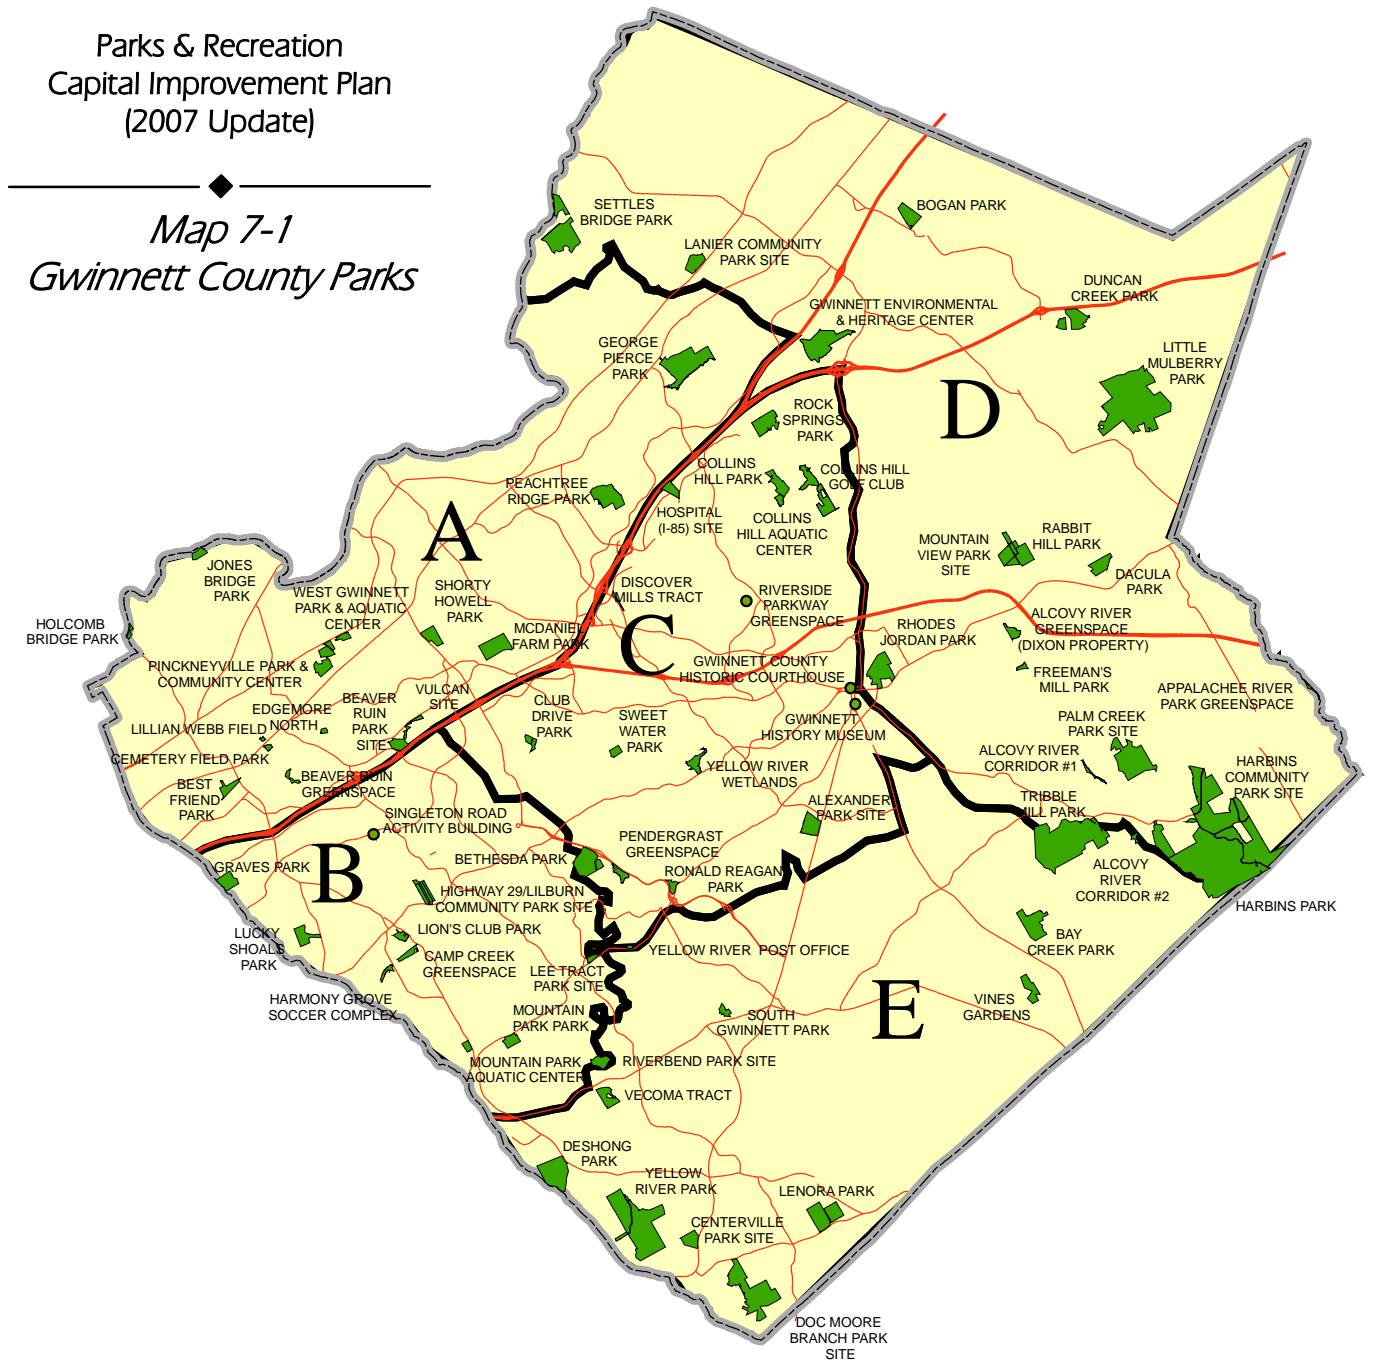 Parks & Recreation
Capital Improvement Plan
(2007 Update)
Map 7-1
Gwinnett County Parks
SETTLES
BRIDGE PARK
BOGAN PARK
LANIER COMMUNITY
PARK SITE
DUNCAN
CREEK PARK
GWINNETT ENVIRONMENTAL
& HERITAGE CENTER
GEORGE
PIERCE
PARK
LITTLE
MULBERRY
PARK
D
ROCK
SPRINGS
PARK
COLLINS
HILL PARK
COLLINS HILL
GOLF CLUB
PEACHTREE
RIDGE PARK
HOSPITAL
(I-85) SITE
COLLINS
HILL AQUATIC
CENTER
A
MOUNTAIN
VIEW PARK
SITE
RABBIT
HILL PARK
DACULA
PARK
JONES
BRIDGE
PARK
WEST GWINNETT
PARK & AQUATIC
CENTER
SHORTY
HOWELL
PARK
DISCOVER
MILLS TRACT
RIVERSIDE
PARKWAY
GREENSPACE
ALCOVY RIVER
GREENSPACE
(DIXON PROPERTY)
HOLCOMB
BRIDGE PARK
MCDANIEL
FARM PARK
C
RHODES
JORDAN PARK
PINCKNEYVILLE PARK &
COMMUNITY CENTER
GWINNETT COUNTY
HISTORIC COURTHOUSE
FREEMAN'S
MILL PARK
APPALACHEE RIVER
PARK GREENSPACE
BEAVER
RUIN
PARK
SITE
VULCAN
SITE
CLUB
DRIVE
PARK
SWEET
WATER
PARK
GWINNETT
HISTORY MUSEUM
PALM CREEK
PARK SITE
EDGEMORE
NORTH
LILLIAN WEBB FIELD
CEMETERY FIELD PARK
ALCOVY RIVER
CORRIDOR #1
HARBINS
COMMUNITY
PARK SITE
BEST
FRIEND
PARK
BEAVER RUIN
GREENSPACE
YELLOW RIVER
WETLANDS
SINGLETON ROAD
ACTIVITY BUILDING
ALEXANDER
PARK SITE
TRIBBLE
MILL PARK
B
GRAVES PARK
BETHESDA PARK
PENDERGRAST
GREENSPACE
RONALD REAGAN
PARK
ALCOVY
RIVER
CORRIDOR #2
HARBINS PARK
HIGHWAY 29/LILBURN
COMMUNITY PARK SITE
LUCKY
SHOALS
PARK
LION'S CLUB PARK
CAMP CREEK
GREENSPACE
YELLOW RIVER POST OFFICE
BAY
CREEK PARK
LEE TRACT
PARK SITE
HARMONY GROVE
SOCCER COMPLEX
MOUNTAIN
PARK PARK
SOUTH
GWINNETT PARK
E
VINES
GARDENS
MOUNTAIN PARK
AQUATIC CENTER
RIVERBEND PARK SITE
VECOMA TRACT
DESHONG
PARK
YELLOW
RIVER PARK
LENORA PARK
CENTERVILLE
PARK SITE
DOC MOORE
BRANCH PARK
SITE